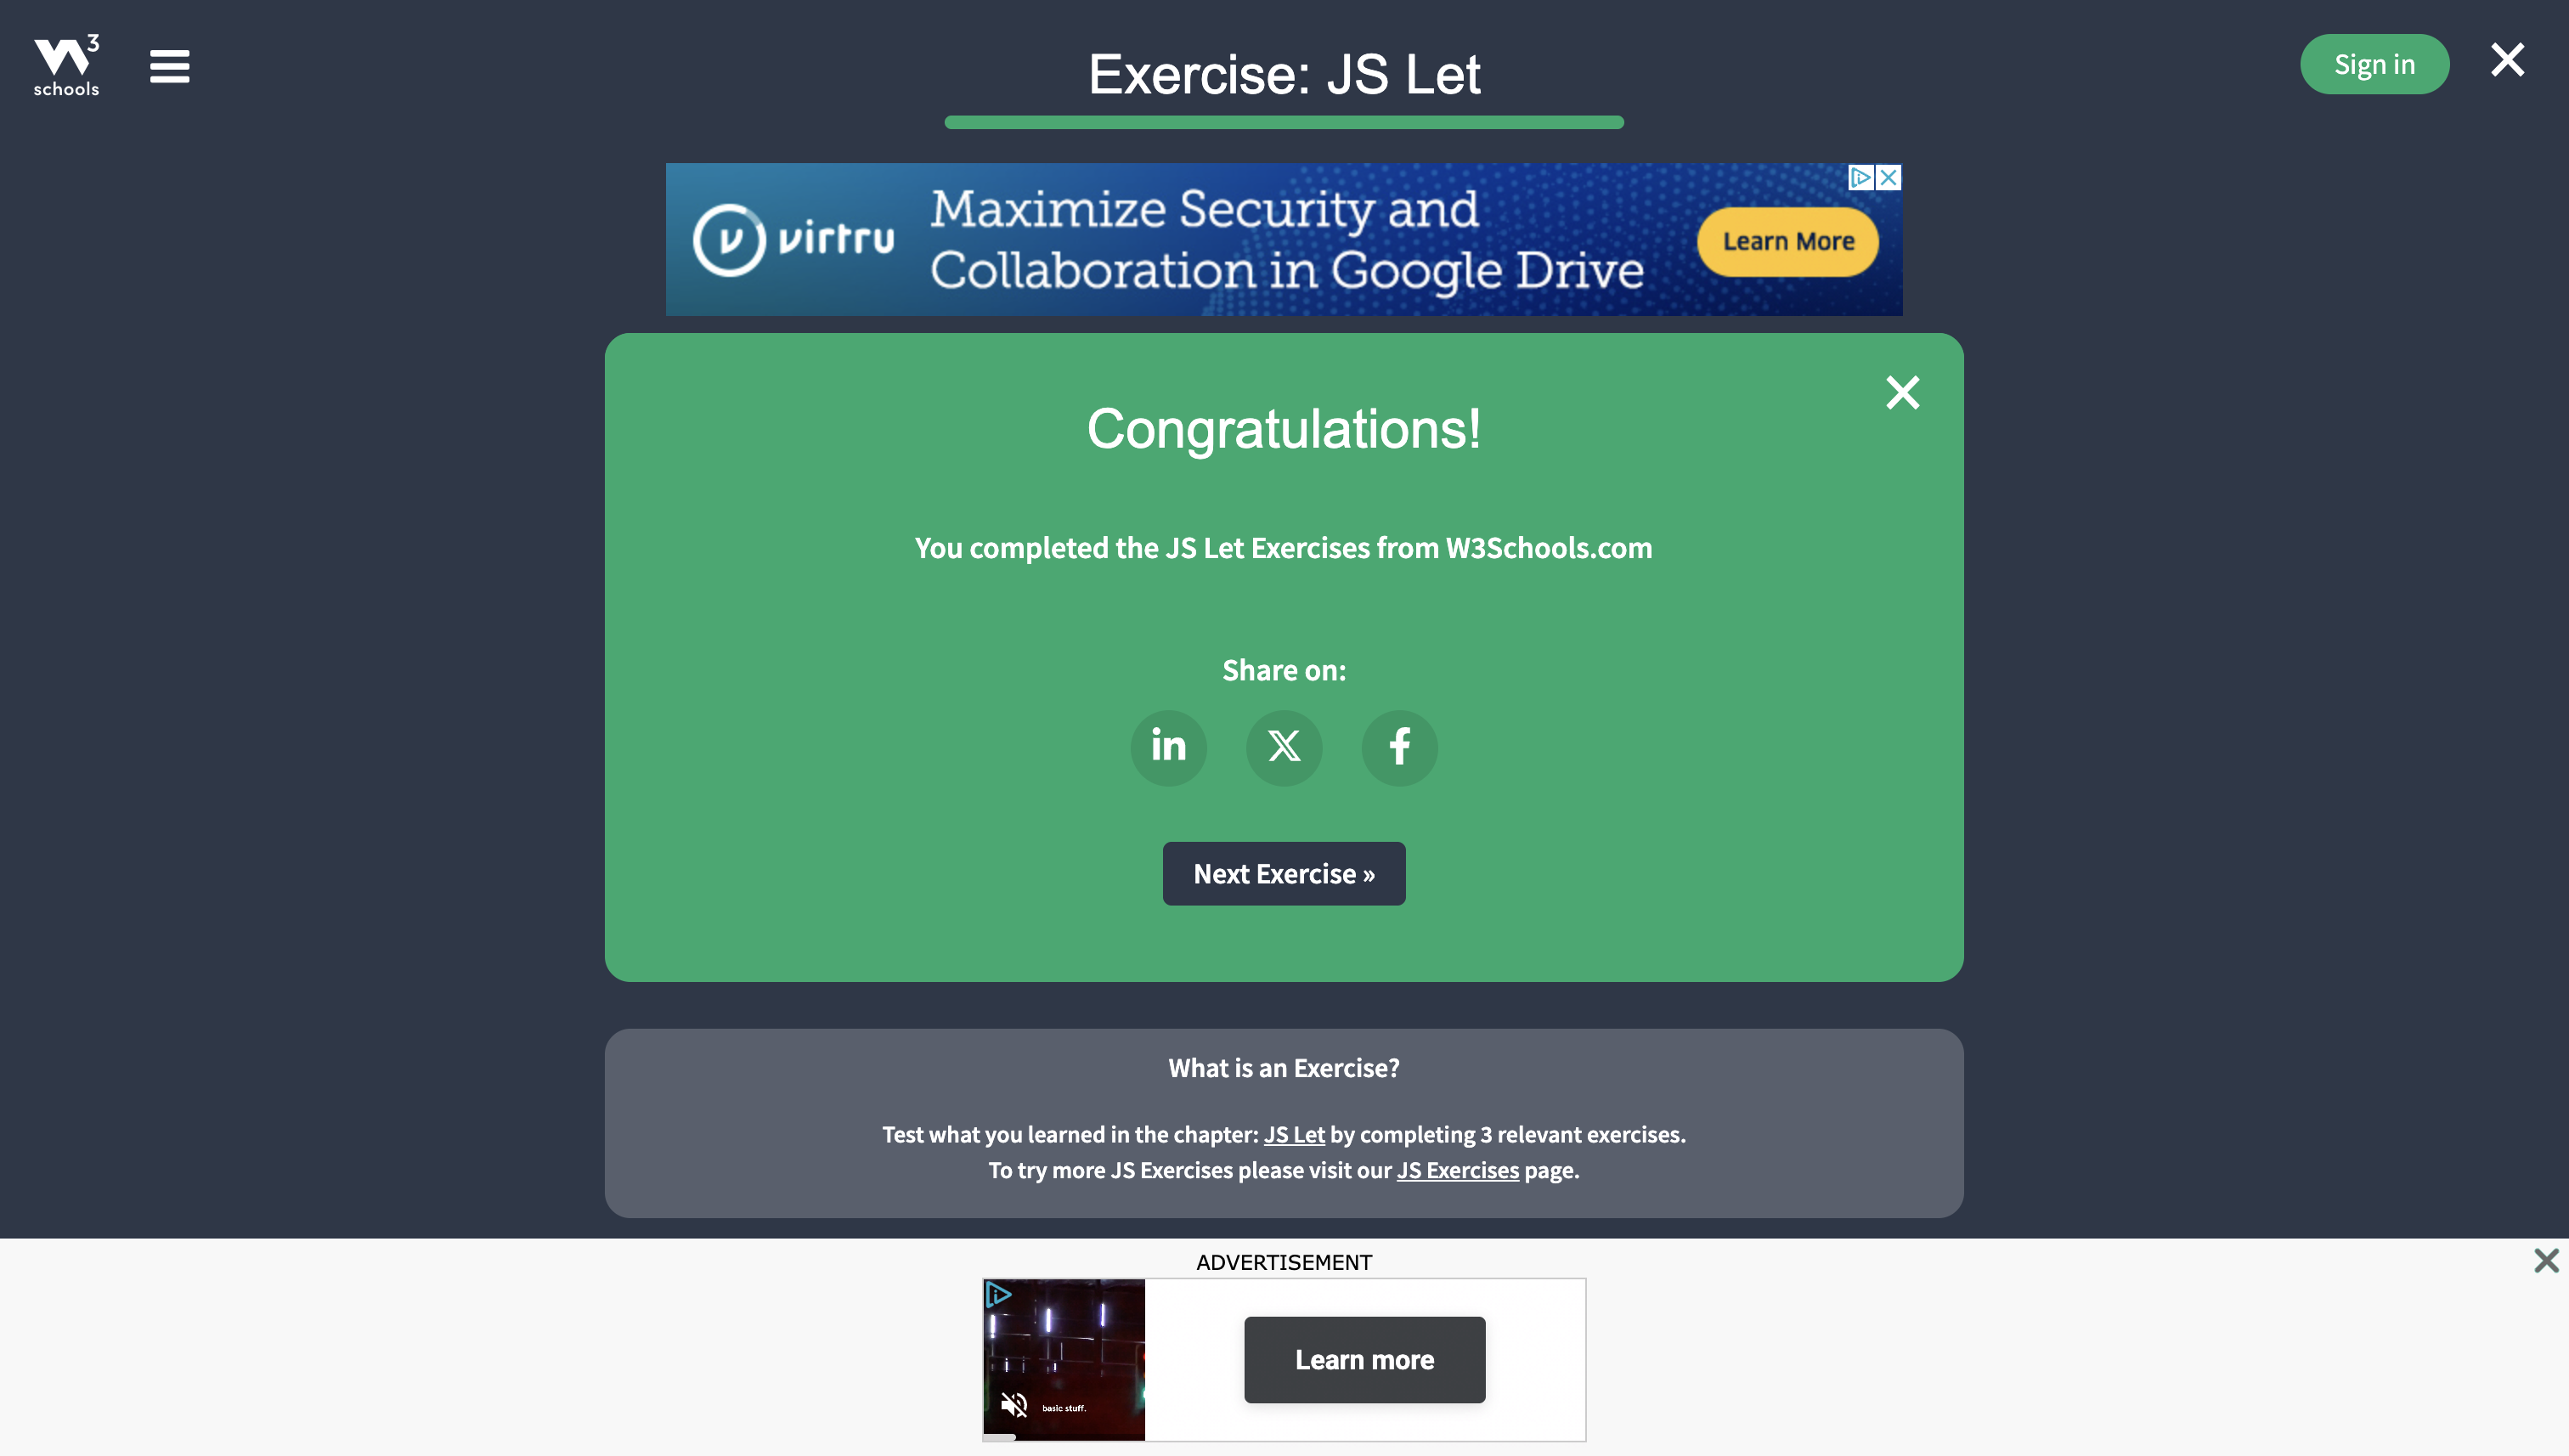 W3
schools
Exercise: JS Let
Sign in
virtru
Maximize Security and
Collaboration in Google Drive
Learn More
Congratulations!
You completed the JS Let Exercises from W3Schools.com
Share on:
in
X
f
Next Exercise »
What is an Exercise?
Test what you learned in the chapter: JS Let by completing 3 relevant exercises.
To try more JS Exercises please visit our JS Exercises page.
ADVERTISEMENT
basic stuff.
Learn more